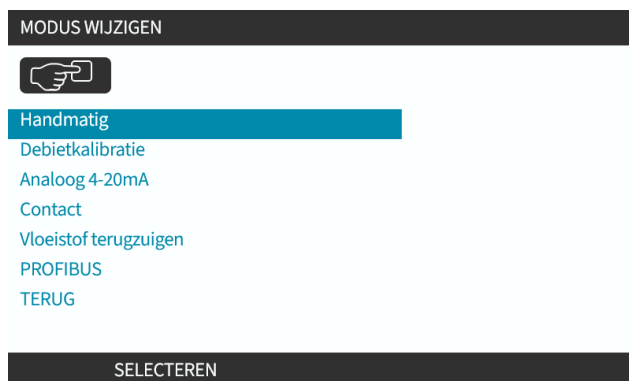 MODUS WIJZIGEN
Handmatig
Debietkalibratie
Analoog 4-20mA
Contact
Vloeistof terugzuigen
PROFIBUS
TERUG
SELECTEREN